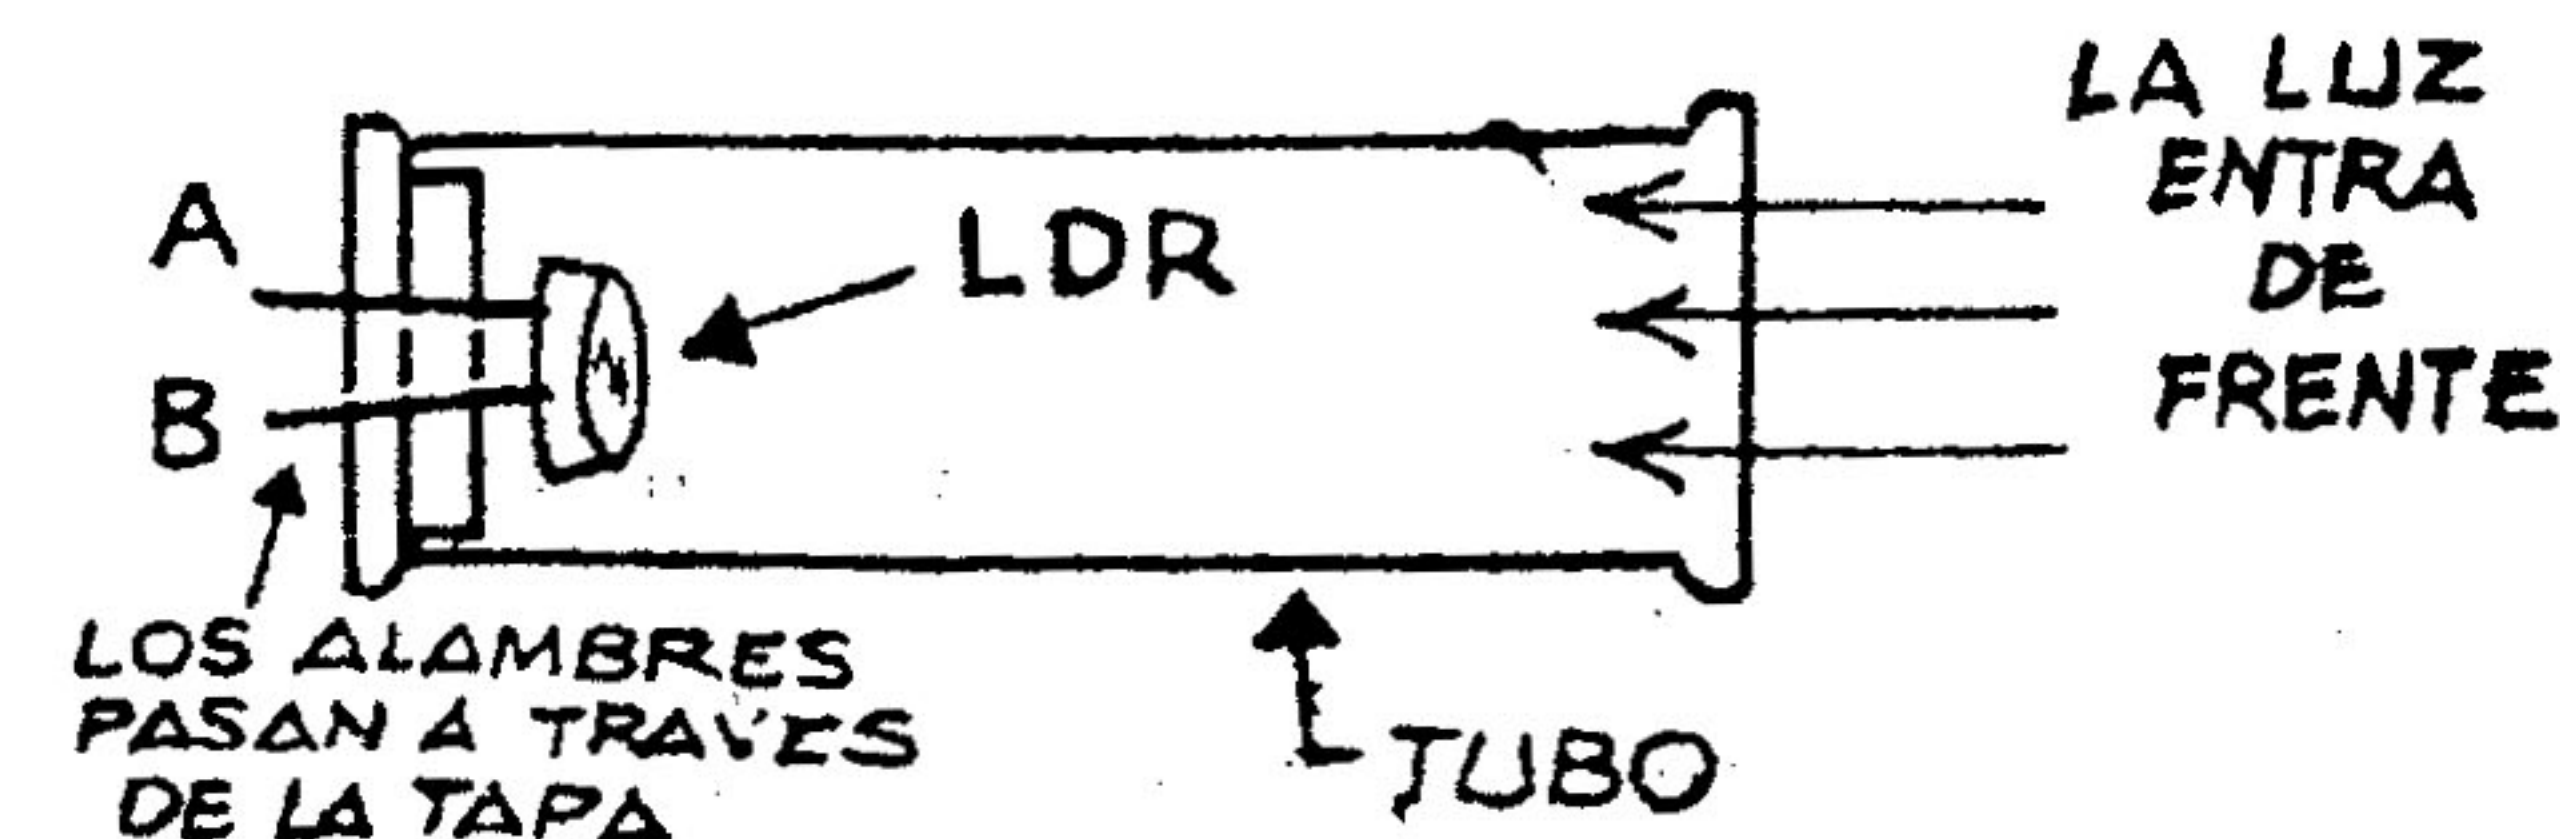 LA LUZ
ENTRA
DE
FRENTE
A
LDR
B
LOS ALAMBRES
PASAN A TRAVES
DE LA TAPA
TUBO